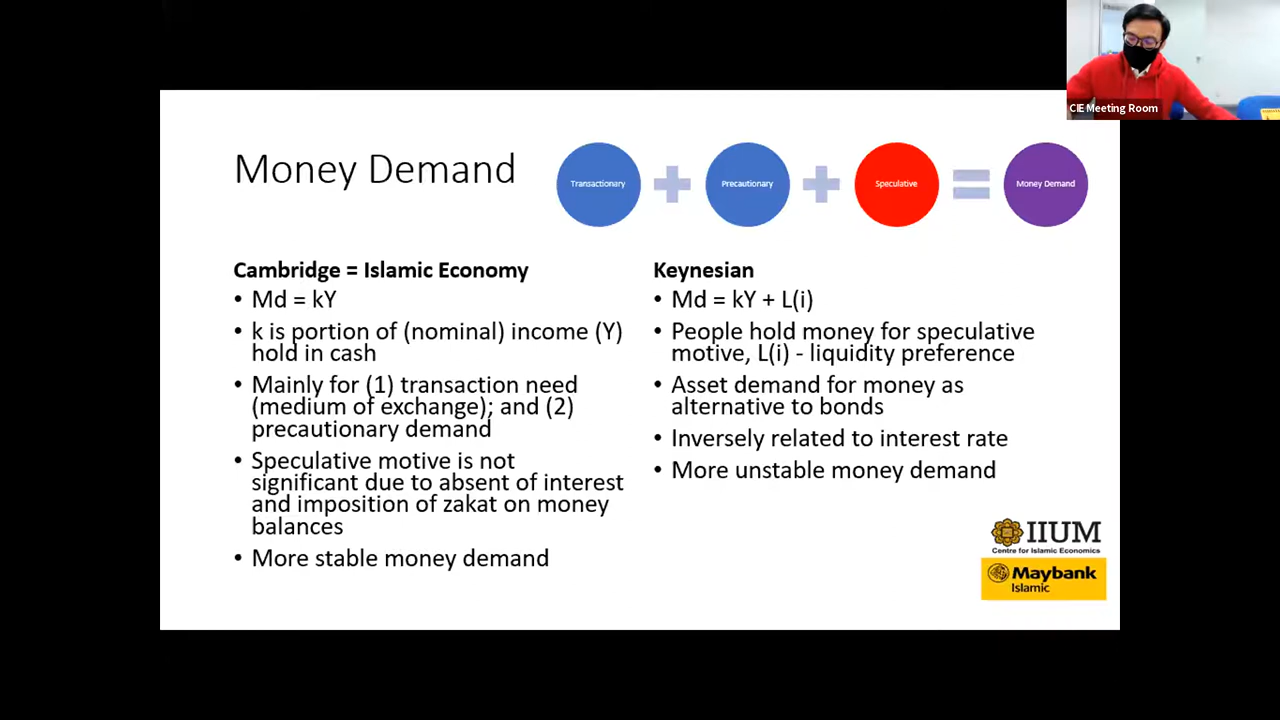 CIE Meeting Room
Money Demand
Transactionary
Precautionary
Speculative
Money Demand
Cambridge = Islamic Economy
• Md = kY
• k is portion of (nominal) income (Y)
hold in cash
• Mainly for (1) transaction need
(medium of exchange); and (2)
precautionary demand
• Speculative motive is not
significant due to absent of interest
and imposition of zakat on money
balances
• More stable money demand
Keynesian
• Md = kY + L(i)
• People hold money for speculative
motive, L(i) - liquidity preference
• Asset demand for money as
alternative to bonds
• Inversely related to interest rate
• More unstable money demand
IIUM
Centre for Islamic Economics
Maybank
Islamic